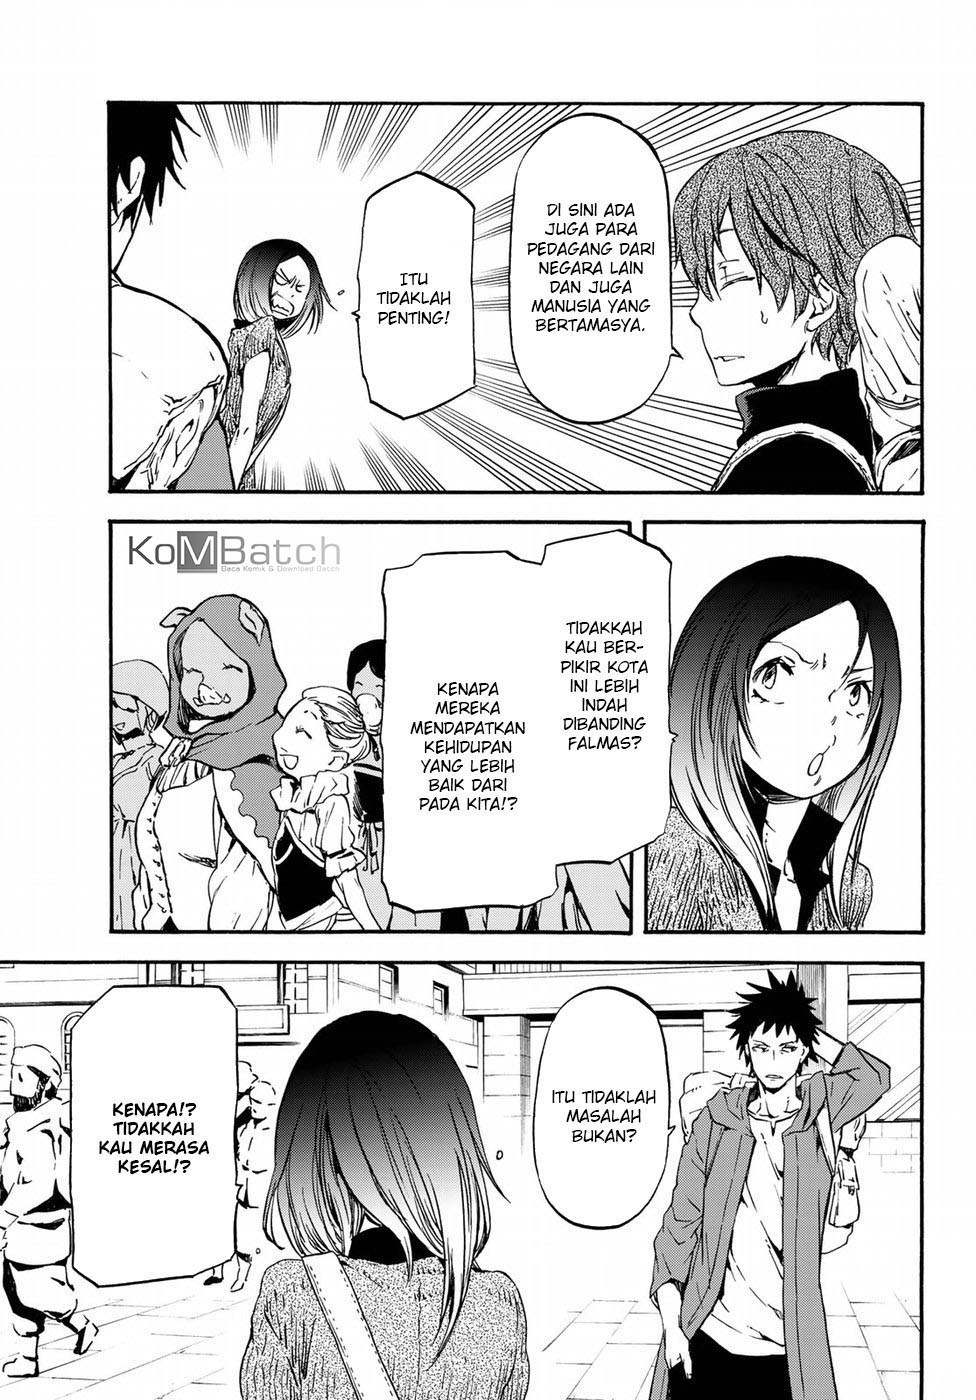 DI SINI ADA
JUGA PARA
PEDAGANG DARI
NEGARA LAIN
DAN JUGA
MANUSIA YANG
BERTAMASYA.
ITU
TIDAKLAH
PENTING!
TIDAKKAH
KAU BER-
PIKIR KOTA
INI LEBIH
INDAH
DIBANDING
FALMAS?
KENAPA
MEREKA
MENDAPATKAN
KEHIDUPAN
YANG LEBIH
BAIK DARI
PADA KITA!?
KoMBatch
Baca Komik & Download Batch
ITU TIDAKLAH
MASALAH
BUKAN?
KENAPA!?
TIDAKKAH
KAU MERASA
KESAL!?